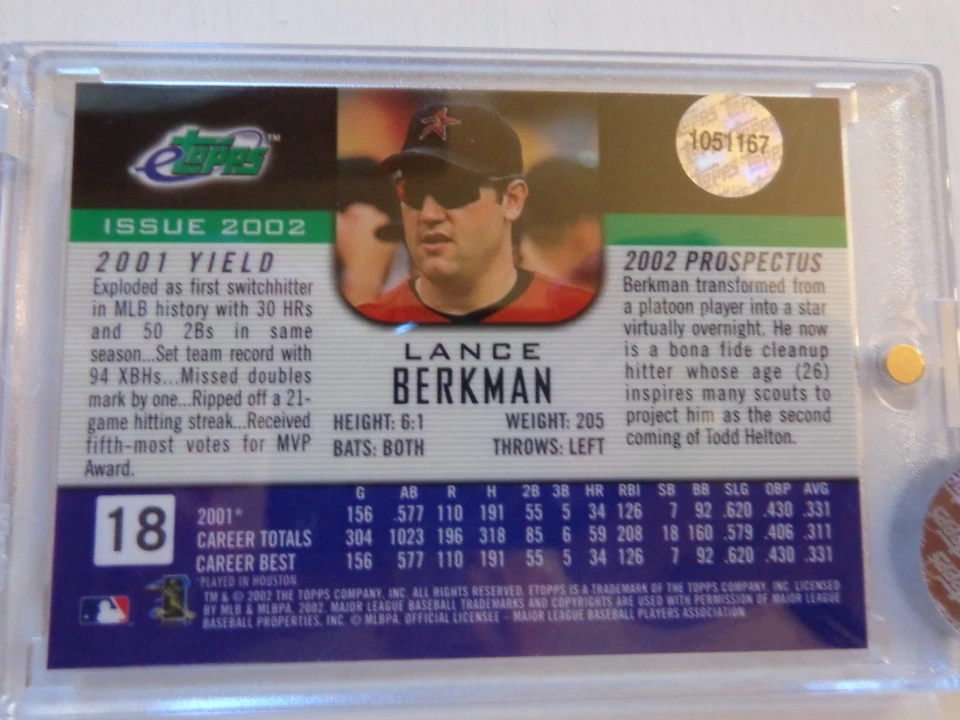 eTOPPS™
1051167
ISSUE 2002
2001 YIELD
Exploded as first switchhitter
in MLB history with 30 HRs
and 50 2Bs in same
season...Set team record with
94 XBHs...Missed doubles
mark by one...Ripped off a 21-
game hitting streak...Received
fifth-most votes for MVP
Award.
LANCE
BERKMAN
HEIGHT: 6:1 WEIGHT: 205
BATS: BOTH THROWS: LEFT
2002 PROSPECTUS
Berkman transformed from
a platoon player into a star
virtually overnight. He now
is a bona fide cleanup
hitter whose age (26)
inspires many scouts to
project him as the second
coming of Todd Helton.
18
G AB R H 2B 3B HR RBI SB BB SLG OBP AVG
2001* 156 .577 110 191 55 5 34 126 7 92 .620 .430 .331
CAREER TOTALS 304 1023 196 318 85 6 59 208 18 160 .579 .406 .311
CAREER BEST 156 577 110 191 55 5 34 126 7 92 .620 .430 .331
*PLAYED IN HOUSTON
TM & © 2002 THE TOPPS COMPANY, INC. ALL RIGHTS RESERVED. ETOPPS IS A TRADEMARK OF THE TOPPS COMPANY, INC. LICENSED
BY MLB & MLBPA. 2002. MAJOR LEAGUE BASEBALL TRADEMARKS AND COPYRIGHTS ARE USED WITH PERMISSION OF MAJOR LEAGUE
BASEBALL PROPERTIES, INC. © MLBPA. OFFICIAL LICENSEE - MAJOR LEAGUE BASEBALL PLAYERS ASSOCIATION